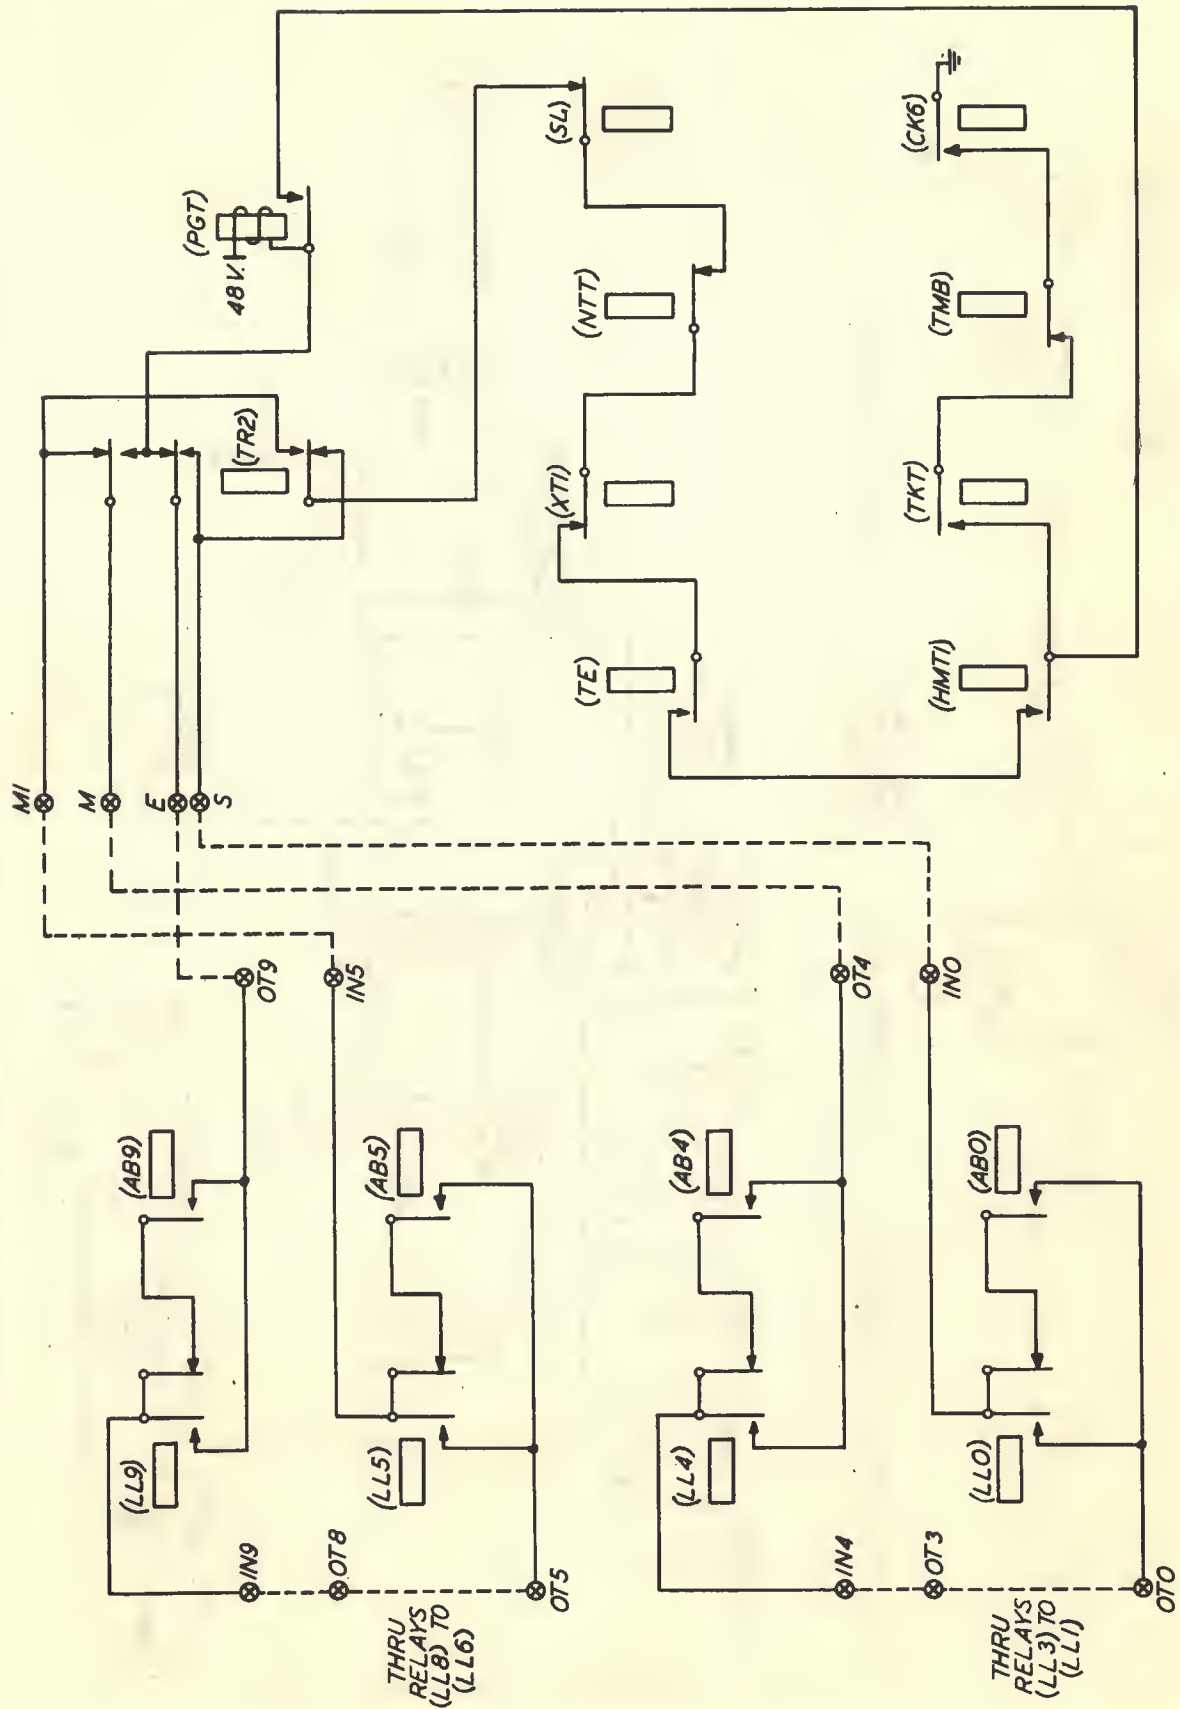 (PGT)
48V.
(TR2)
(SL)
(NTT)
(XT1)
(TE)
(CK6)
(TMB)
(TKT)
(HMT1)
M1
M
E
S
OT9
IN5
OT4
IN0
(AB9)
(AB5)
(AB4)
(AB0)
(LL9)
(LL5)
(LL4)
(LL0)
IN9
OT8
OT5
IN4
OT3
OT0
THRU
RELAYS
(LL8) TO
(LL6)
THRU
RELAYS
(LL3) TO
(LL1)